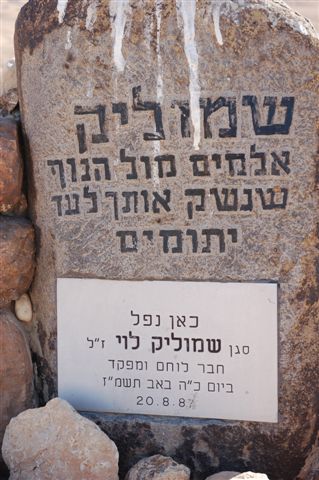 שמוליק
אלמים מול הנוף
שנשק אותך לעד
יתומים
כאן נפל
סגן שמוליק לוי ז"ל
חבר לוחם ומפקד
ביום כ"ה באב תשמ"ז
20.8.87